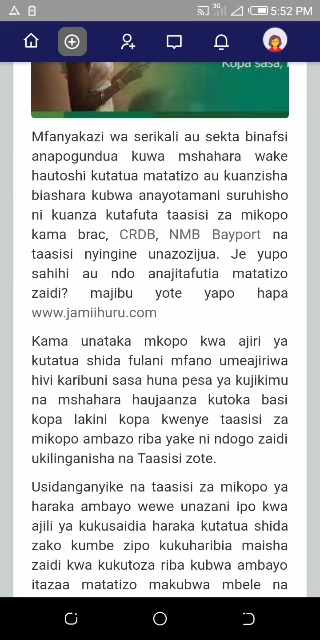 3G
5:52 PM
Kopa sasa,
Mfanyakazi wa serikali au sekta binafsi
anapogundua kuwa mshahara wake
hautoshi kutatua matatizo au kuanzisha
biashara kubwa anayotamani suruhisho
ni kuanza kutafuta taasisi za mikopo
kama brac, CRDB, NMB Bayport na
taasisi nyingine unazozijua. Je yupo
sahihi au ndo anajitafutia matatizo
zaidi? majibu yote yapo hapa
www.jamiihuru.com
Kama unataka mkopo kwa ajiri ya
kutatua shida fulani mfano umeajiriwa
hivi karibuni sasa huna pesa ya kujikimu
na mshahara haujaanza kutoka basi
kopa lakini kopa kwenye taasisi za
mikopo ambazo riba yake ni ndogo zaidi
ukilinganisha na Taasisi zote.
Usidanganyike na taasisi za mikopo ya
haraka ambayo wewe unazani ipo kwa
ajili ya kukusaidia haraka kutatua shida
zako kumbe zipo kukuharibia maisha
zaidi kwa kukutoza riba kubwa ambayo
itazaa matatizo makubwa mbele na